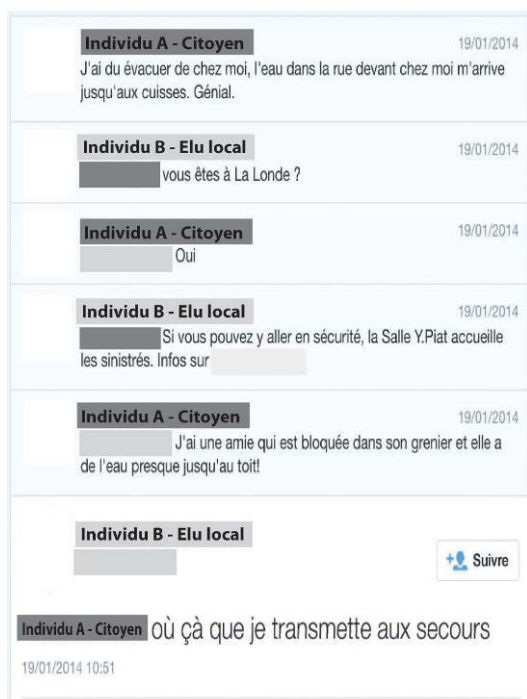 Individu A - Citoyen 19/01/2014
J'ai du évacuer de chez moi, l'eau dans la rue devant chez moi m'arrive
jusqu'aux cuisses. Génial.
Individu B - Elu local 19/01/2014
vous êtes à La Londe ?
Individu A - Citoyen 19/01/2014
Oui
Individu B - Elu local 19/01/2014
Si vous pouvez y aller en sécurité, la Salle Y.Piat accueille
les sinistrés. Infos sur
Individu A - Citoyen 19/01/2014
J'ai une amie qui est bloquée dans son grenier et elle a
de l'eau presque jusqu'au toit!
Individu B - Elu local
Suivre
Individu A - Citoyen où çà que je transmette aux secours
19/01/2014 10:51